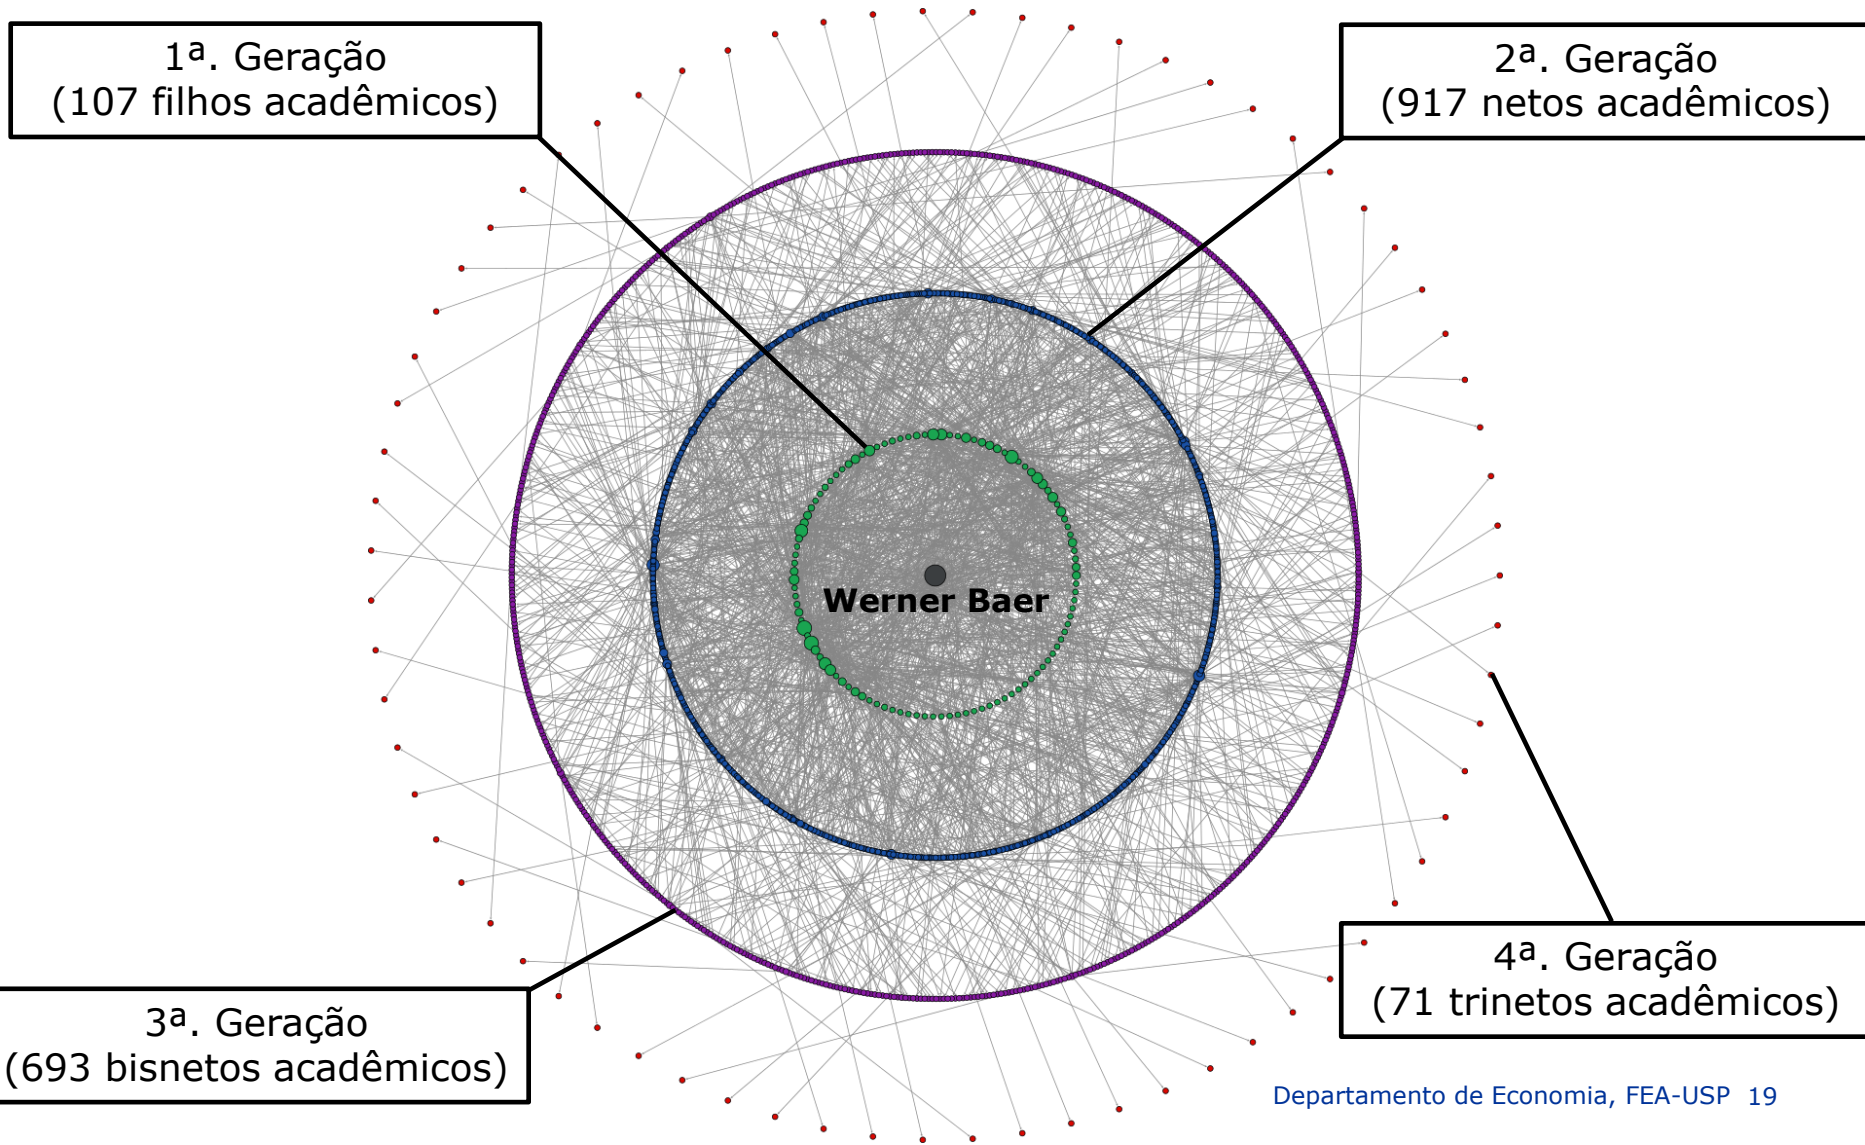 1ª. Geração
(107 filhos acadêmicos)
2ª. Geração
(917 netos acadêmicos)
Werner Baer
3ª. Geração
(693 bisnetos acadêmicos)
4ª. Geração
(71 trinetos acadêmicos)
Departamento de Economia, FEA-USP 19